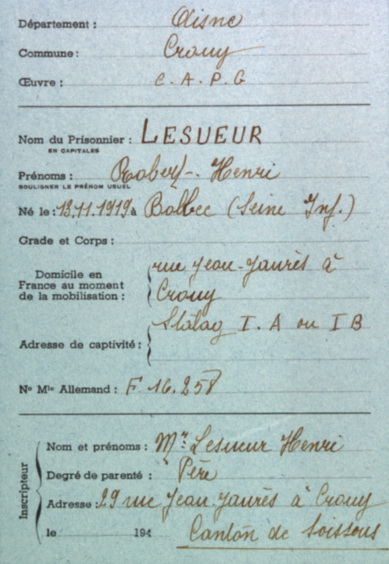 Département : Aisne
Commune : Crouy
Œuvre : C. A. P. G
Nom du Prisonnier : LESUEUR
EN CAPITALES
Prénoms : Robert - Henri
SOULIGNER LE PRÉNOM USUEL
Né le : 13.11.1919 à Bolbec (Seine Inf.)
Grade et Corps :
Domicile en France au moment de la mobilisation : rue Jean-Jaurès à
Crouy
Adresse de captivité : Stalag I. A ou I B
N° Mle Allemand : F 16.258
Inscripteur
Nom et prénoms : Mr Lesueur Henri
Degré de parenté : Père
Adresse : 29 rue Jean Jaurès à Crouy
le 194 Canton de Soissons